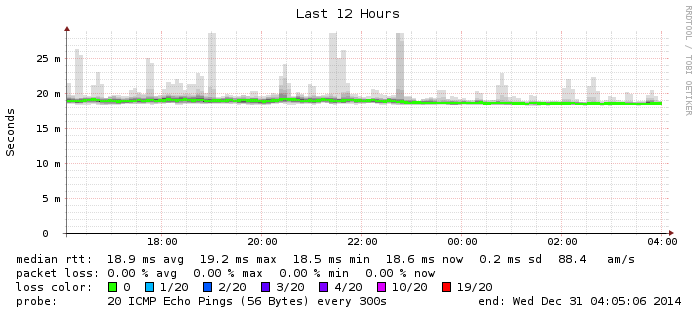 Last 12 Hours
RRDTOOL / TOBI OETIKER
Seconds
25 m
20 m
15 m
10 m
5 m
0
18:00 20:00 22:00 00:00 02:00 04:00
median rtt: 18.9 ms avg 19.2 ms max 18.5 ms min 18.6 ms now 0.2 ms sd 88.4 am/s
packet loss: 0.00 % avg 0.00 % max 0.00 % min 0.00 % now
loss color: 0 1/20 2/20 3/20 4/20 10/20 19/20
probe: 20 ICMP Echo Pings (56 Bytes) every 300s end: Wed Dec 31 04:05:06 2014